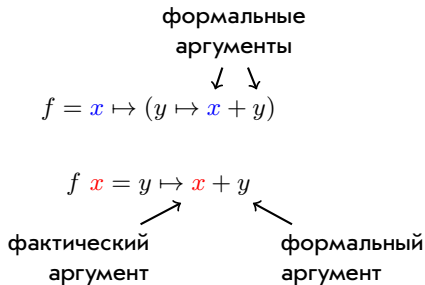 формальные
аргументы
f = x ↦ (y ↦ x + y)
f x = y ↦ x + y
фактический
аргумент
формальный
аргумент